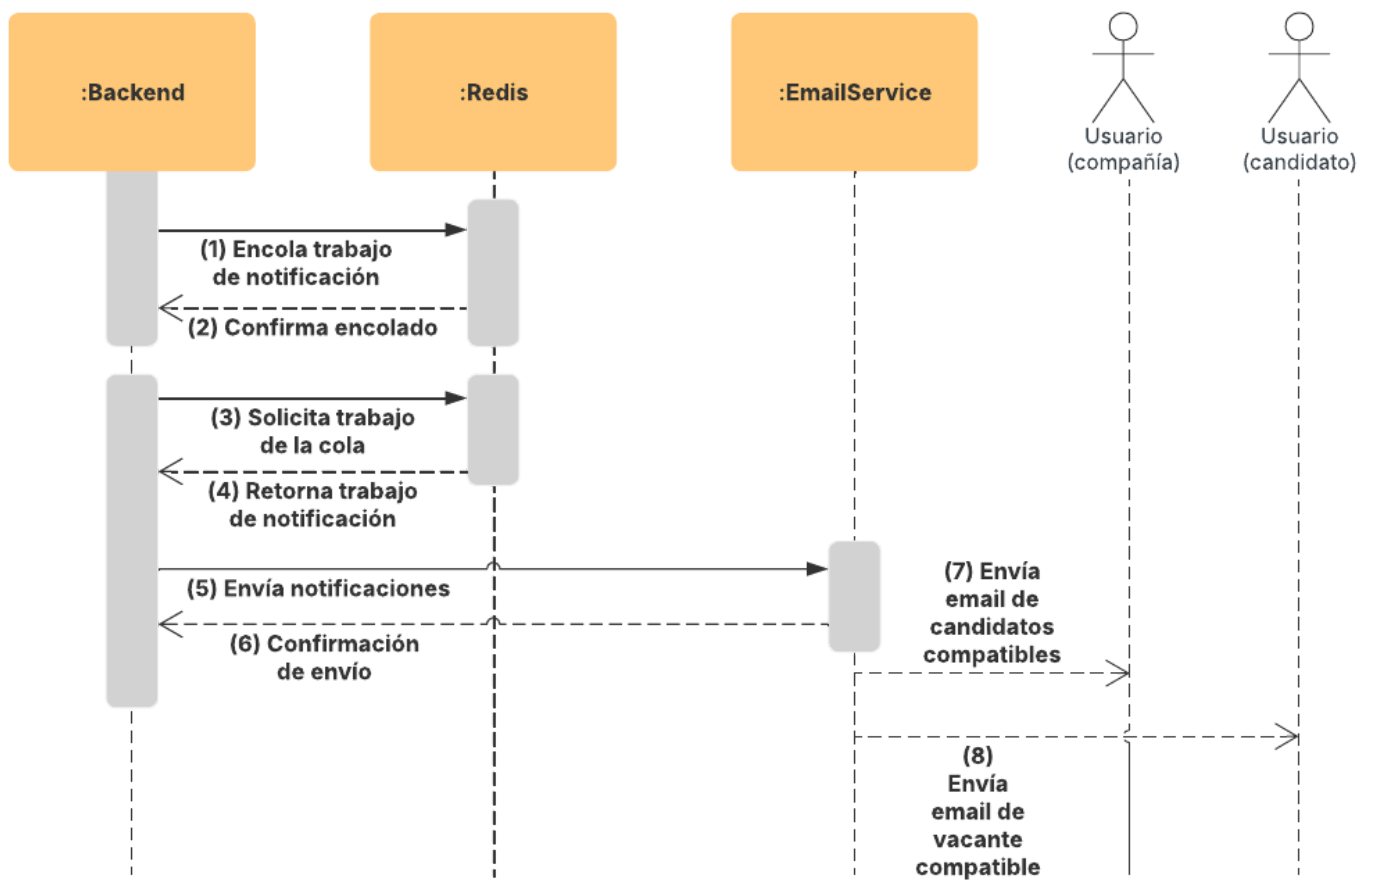 :Backend
:Redis
:EmailService
Usuario
(compañía)
Usuario
(candidato)
(1) Encola trabajo
de notificación
(2) Confirma encolado
(3) Solicita trabajo
de la cola
(4) Retorna trabajo
de notificación
(5) Envía notificaciones
(6) Confirmación
de envío
(7) Envía
email de
candidatos
compatibles
(8)
Envía
email de
vacante
compatible